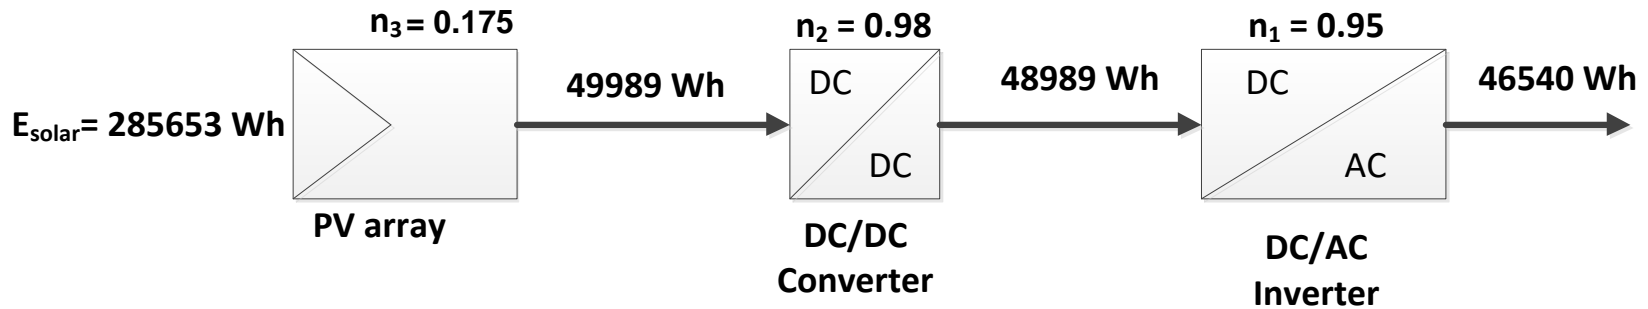 n₃ = 0.175
n₂ = 0.98
n₁ = 0.95
E_solar= 285653 Wh
49989 Wh
48989 Wh
46540 Wh
DC
DC
DC
AC
PV array
DC/DC
Converter
DC/AC
Inverter